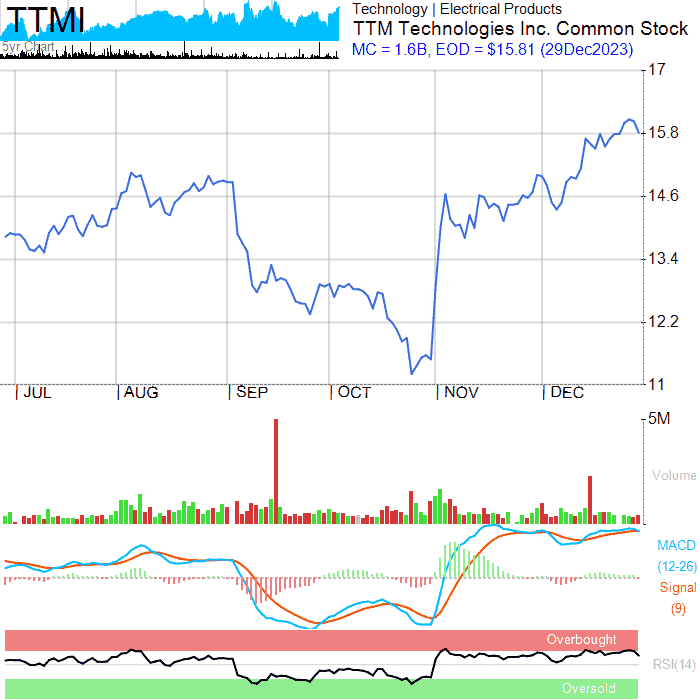 TTMI
5yr Chart
Technology | Electrical Products
TTM Technologies Inc. Common Stock
MC = 1.6B, EOD = $15.81 (29Dec2023)
17
15.8
14.6
13.4
12.2
11
JUL AUG SEP OCT NOV DEC
5M
Volume
MACD
(12-26)
Signal
(9)
Overbought
RSI(14)
Oversold